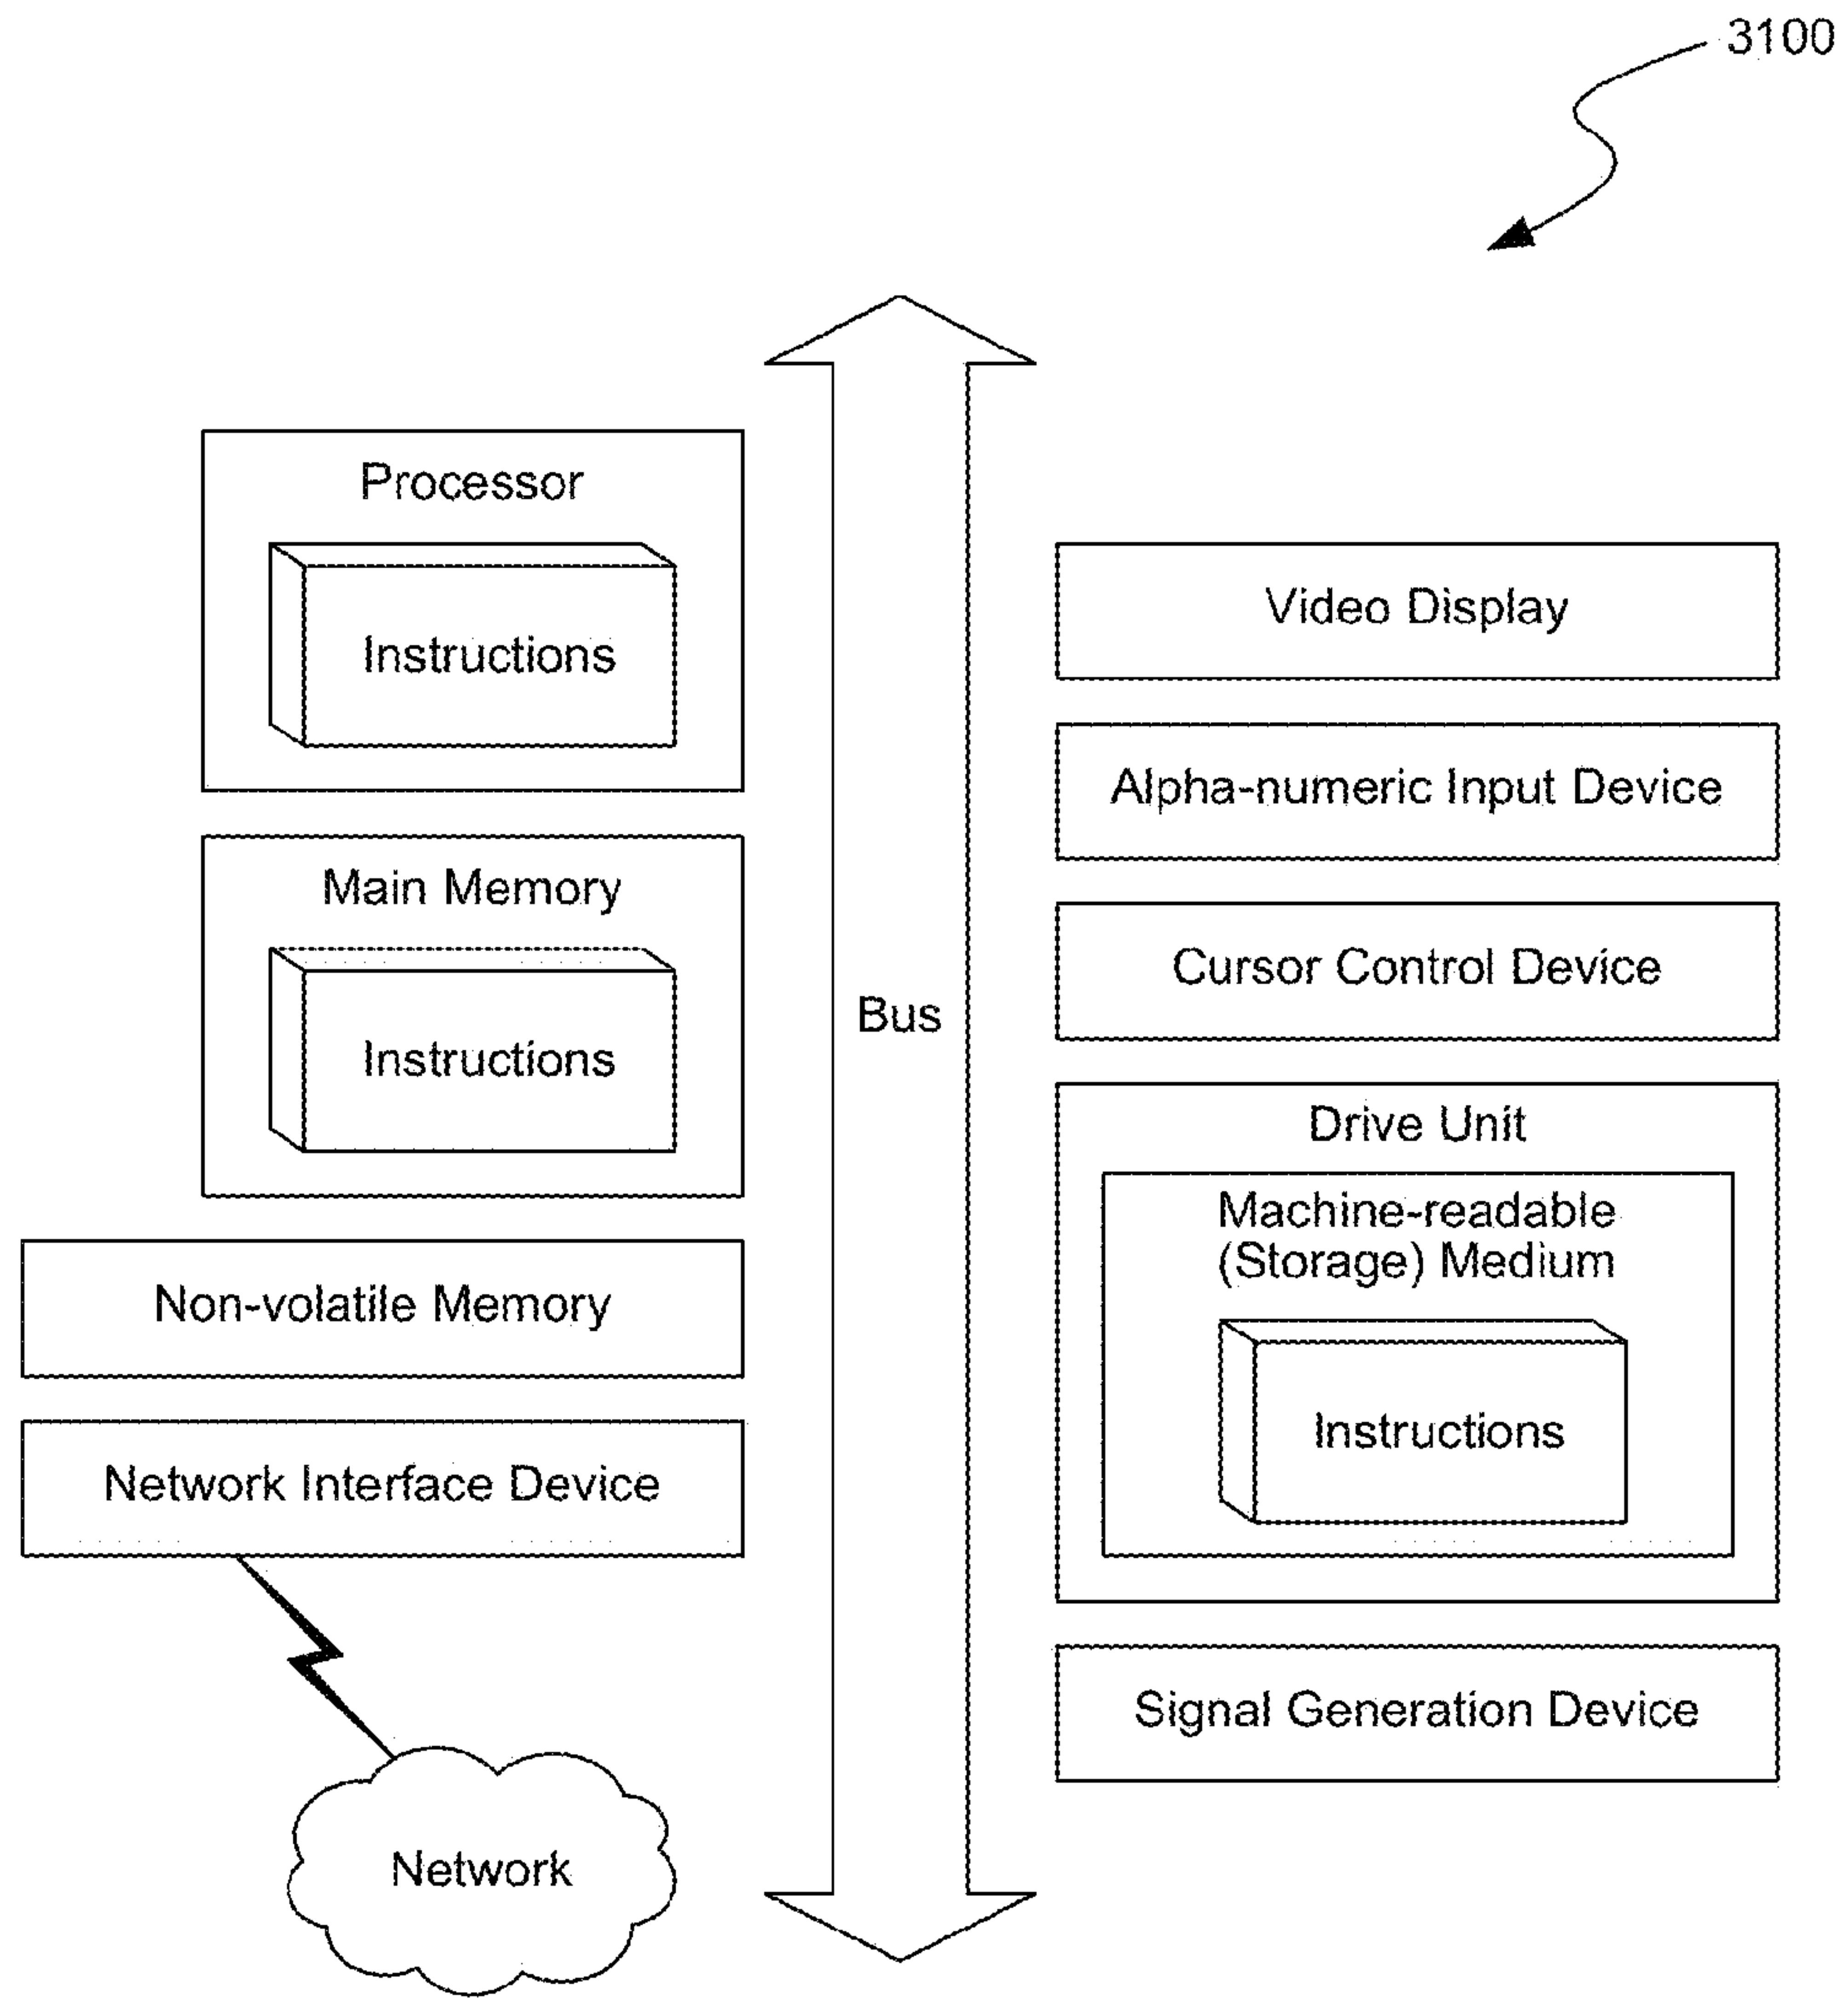 3100
Processor
Instructions
Main Memory
Instructions
Non-volatile Memory
Network Interface Device
Network
Bus
Video Display
Alpha-numeric Input Device
Cursor Control Device
Drive Unit
Machine-readable
(Storage) Medium
Instructions
Signal Generation Device